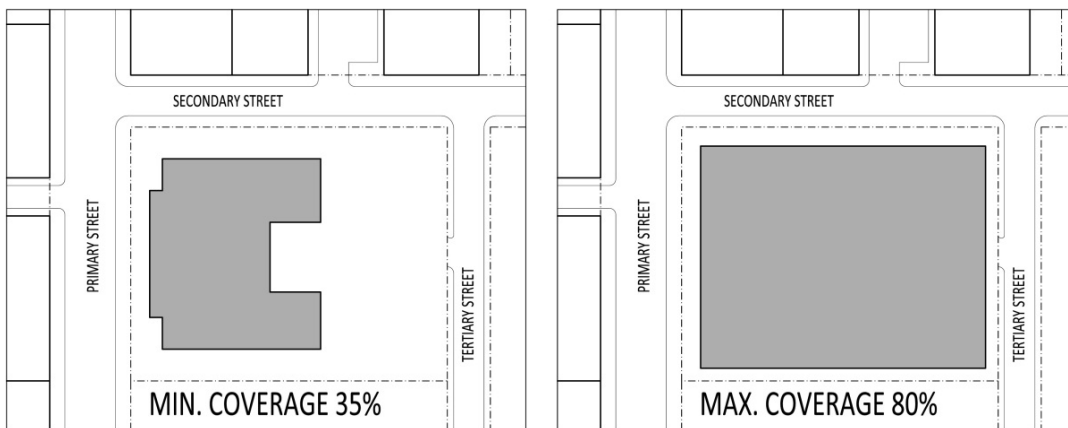 SECONDARY STREET
PRIMARY STREET
TERTIARY STREET
MIN. COVERAGE 35%
SECONDARY STREET
PRIMARY STREET
TERTIARY STREET
MAX. COVERAGE 80%